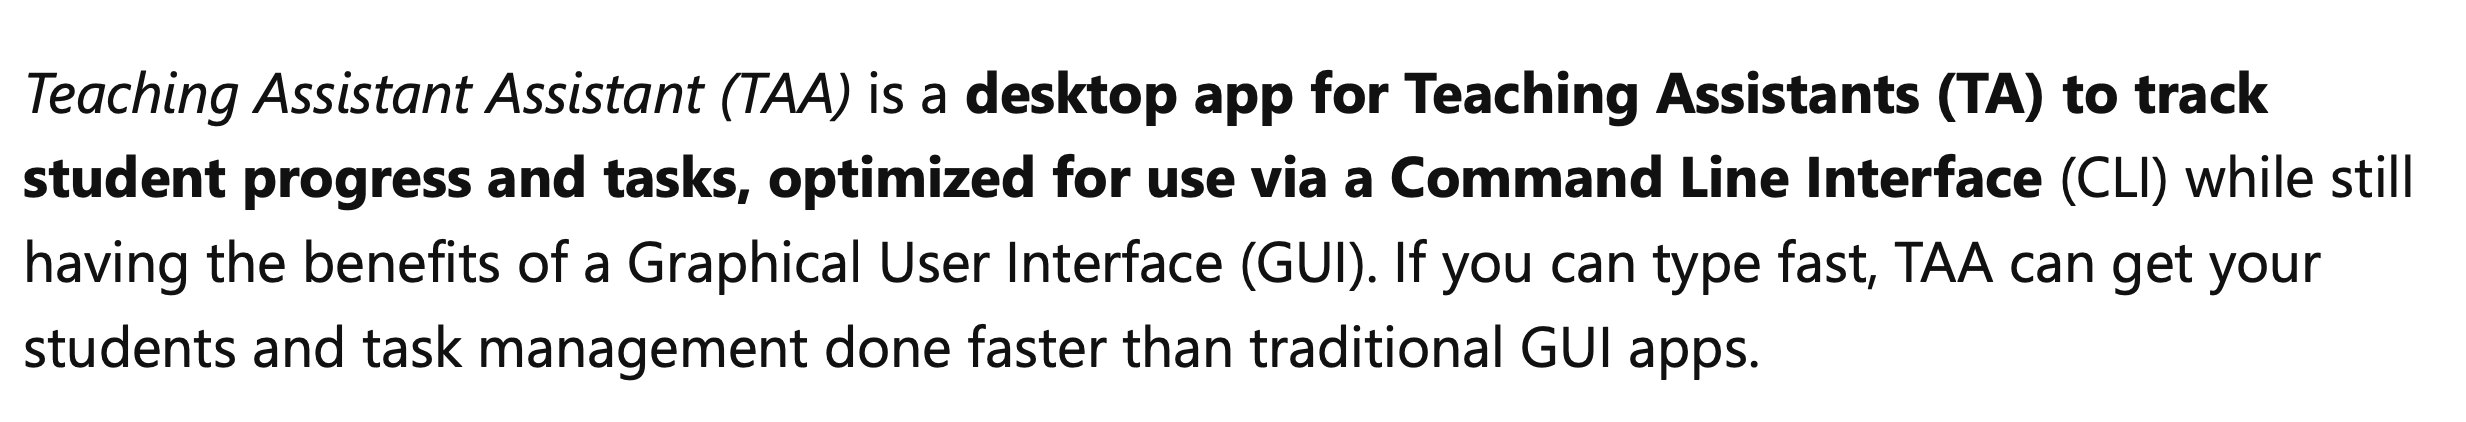 Teaching Assistant Assistant (TAA) is a desktop app for Teaching Assistants (TA) to track
student progress and tasks, optimized for use via a Command Line Interface (CLI) while still
having the benefits of a Graphical User Interface (GUI). If you can type fast, TAA can get your
students and task management done faster than traditional GUI apps.